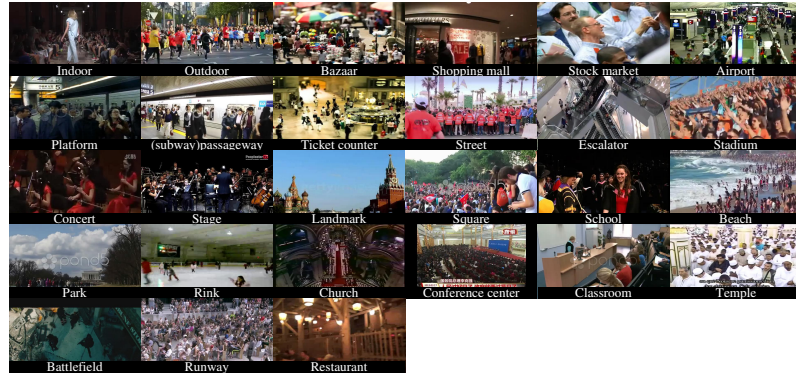 Indoor
Outdoor
Bazaar
SALE
Shopping mall
Stock market
Airport
Platform
(subway)passageway
Ticket counter
Street
Escalator
Stadium
Concert
Stage
Landmark
Square
School
Beach
Park
Rink
Church
Conference center
Classroom
Temple
Battlefield
Runway
Restaurant